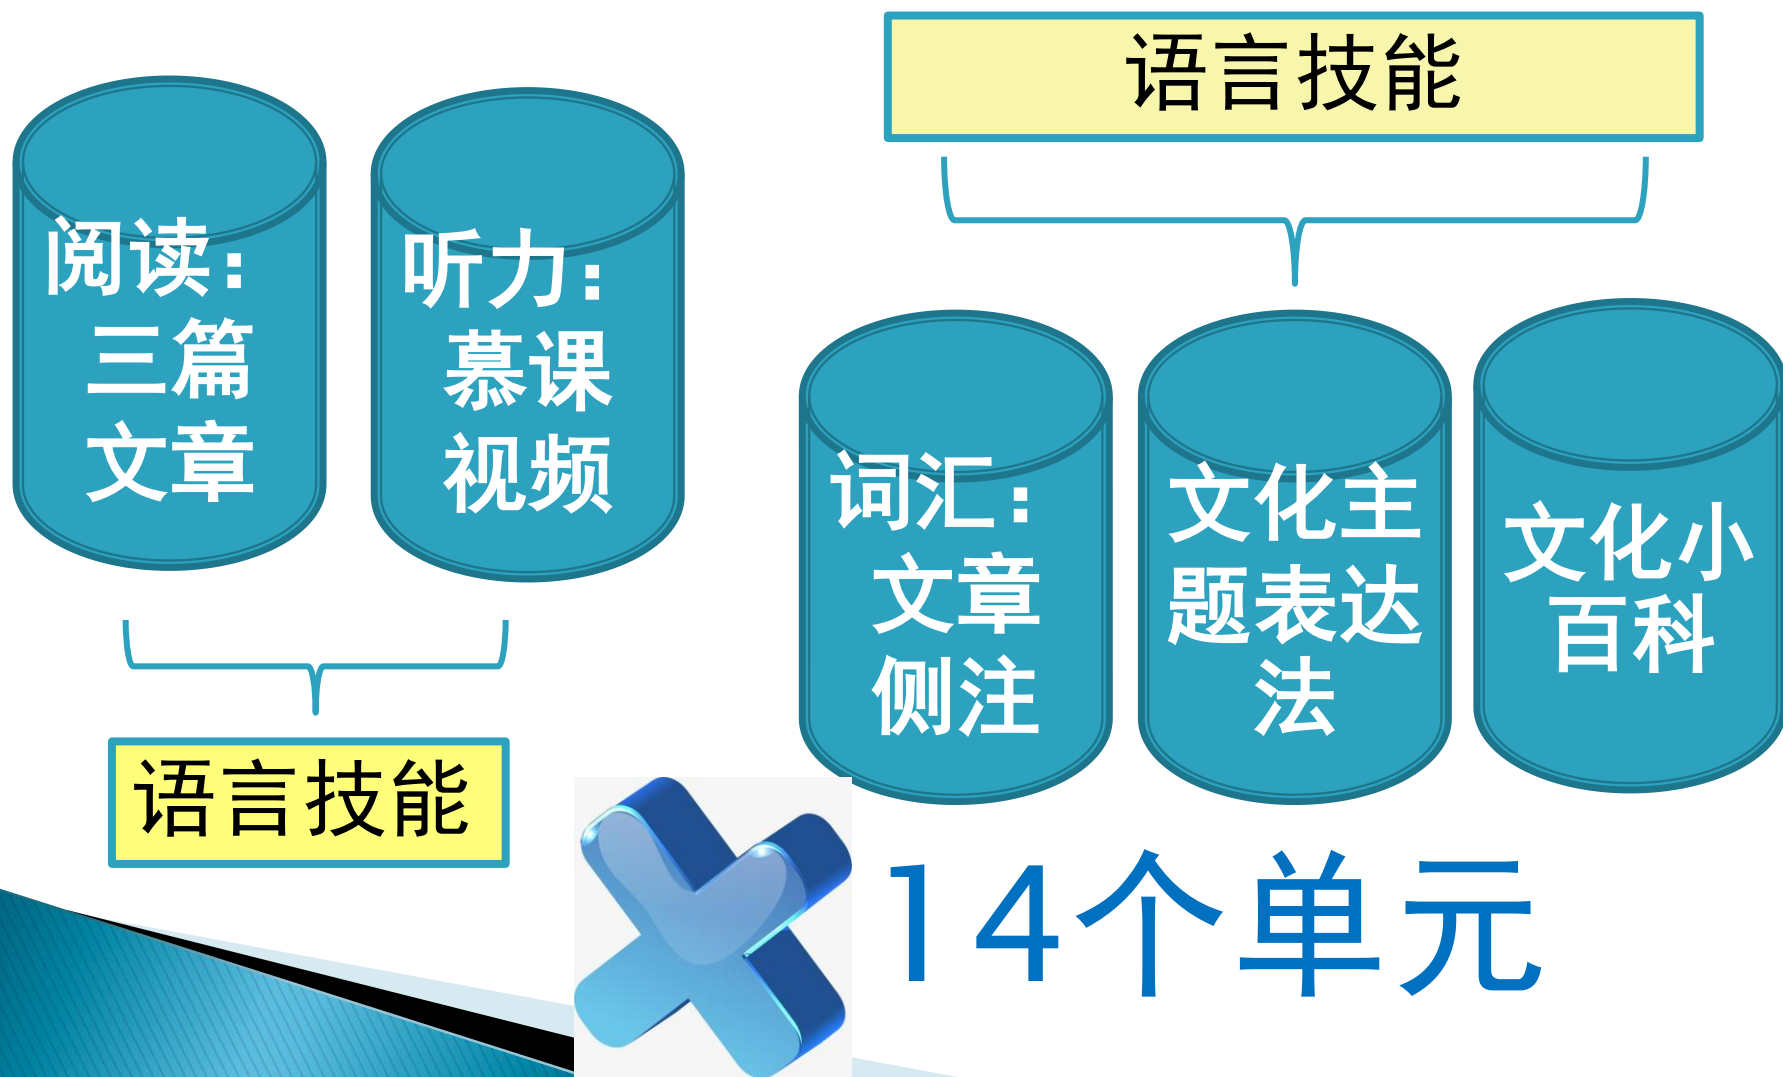 语言技能
阅读：
三篇
文章
听力：
慕课
视频
词汇：
文章
侧注
文化主
题表达
法
文化小
百科
语言技能
14个单元